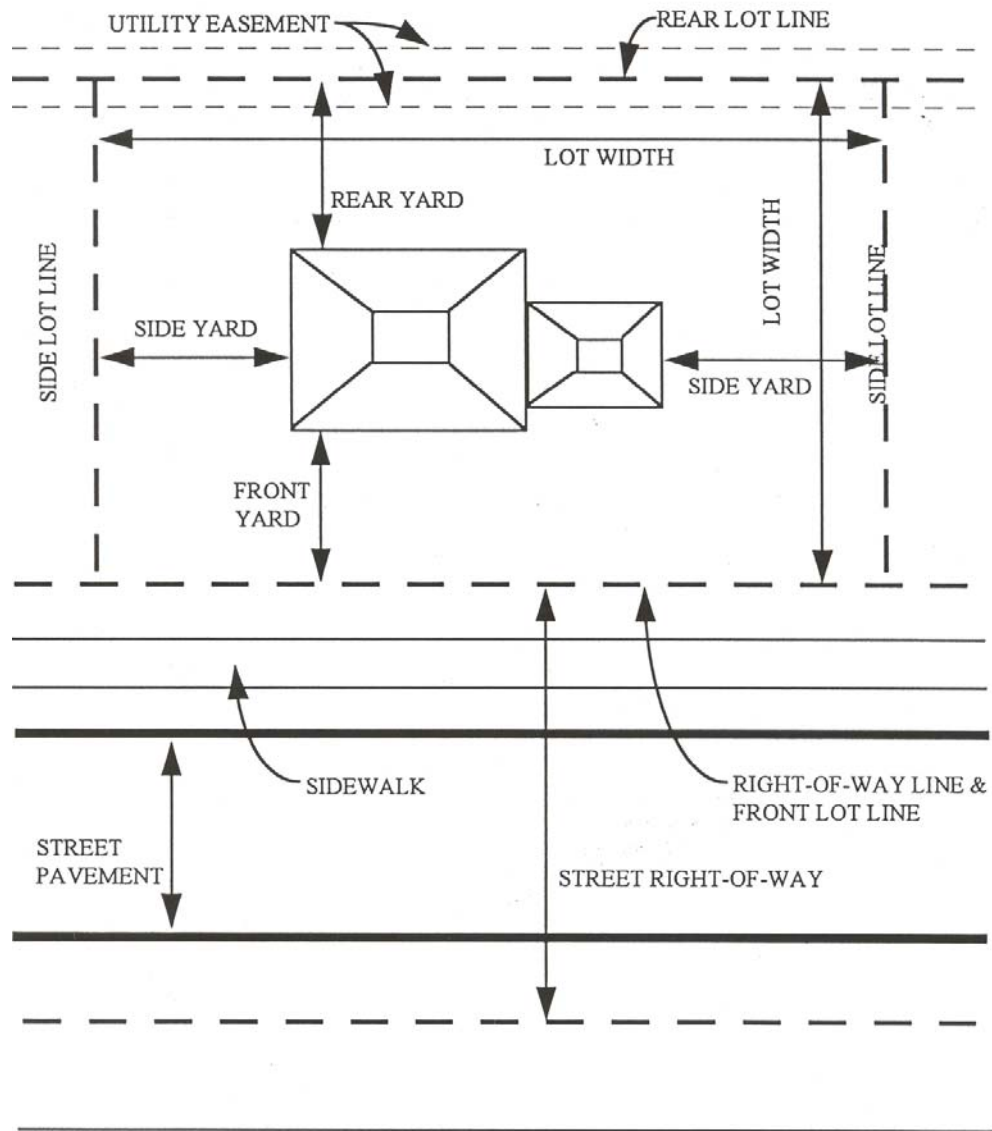 UTILITY EASEMENT
REAR LOT LINE
LOT WIDTH
REAR YARD
SIDE LOT LINE
LOT WIDTH
SIDE LOT LINE
SIDE YARD
SIDE YARD
FRONT
YARD
SIDEWALK
RIGHT-OF-WAY LINE &
FRONT LOT LINE
STREET
PAVEMENT
STREET RIGHT-OF-WAY